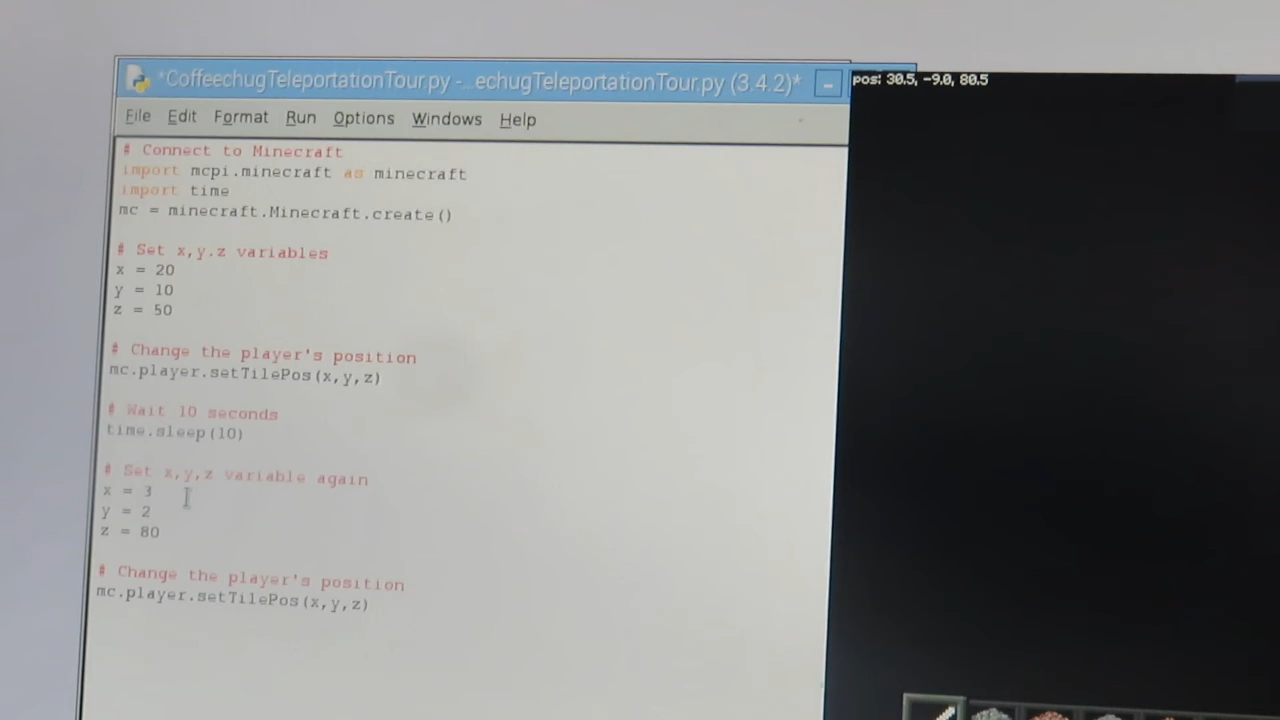 *CoffeechugTeleportationTour.py -...echugTeleportationTour.py (3.4.2)*
pos: 30.5, -9.0, 80.5
File Edit Format Run Options Windows Help
# Connect to Minecraft
import mcpi.minecraft as minecraft
import time
mc = minecraft.Minecraft.create()
# Set x,y.z variables
x = 20
y = 10
z = 50
# Change the player's position
mc.player.setTilePos(x,y,z)
# Wait 10 seconds
time.sleep(10)
# Set x,y,z variable again
x = 3
y = 2
z = 80
# Change the player's position
mc.player.setTilePos(x,y,z)